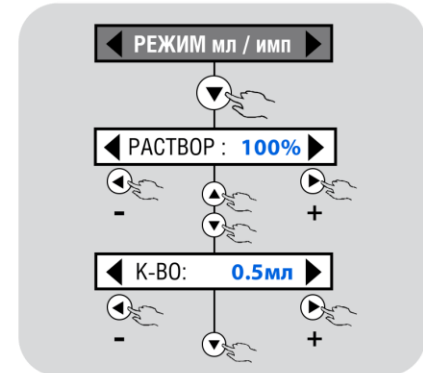 ◀ РЕЖИМ мл / имп ▶
▼
◀ РАСТВОР : 100% ▶
◀ ▲ ▶
- ▼ +
◀ К-ВО: 0.5мл ▶
◀ ▶
- ▼ +